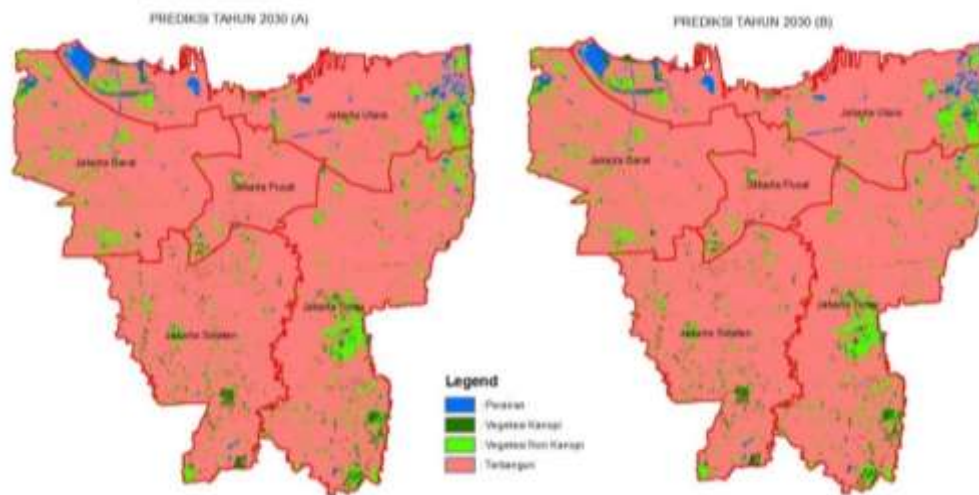 PREDIKSI TAHUN 2030 (A)
PREDIKSI TAHUN 2030 (B)
Jakarta Utara
Jakarta Barat
Jakarta Pusat
Jakarta Timur
Jakarta Selatan
Jakarta Utara
Jakarta Barat
Jakarta Pusat
Jakarta Timur
Jakarta Selatan
Legend
Perairan
Vegetasi Kanopi
Vegetasi Non Kanopi
Terbangun